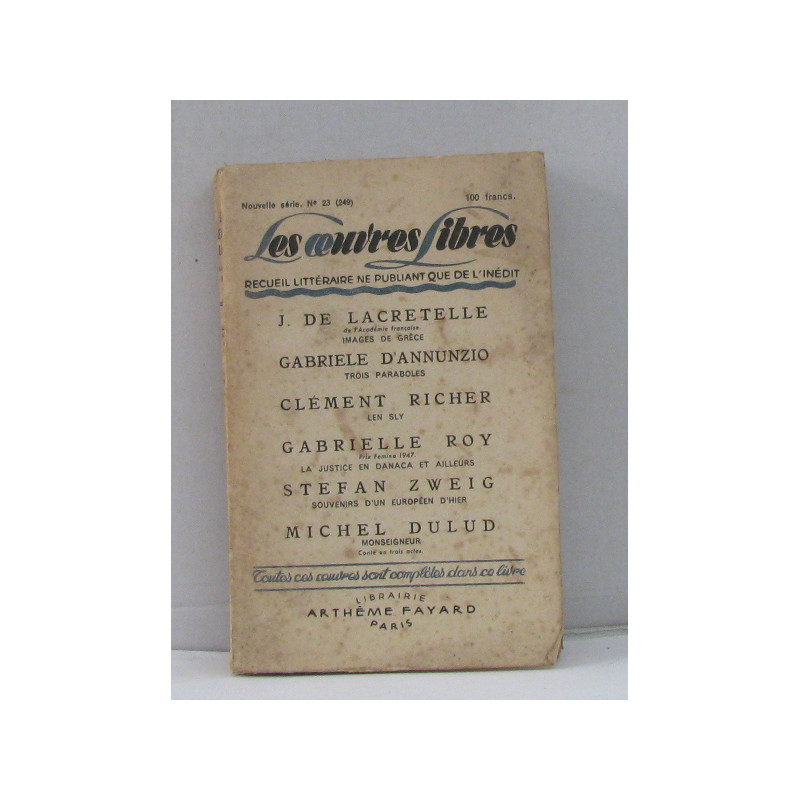 Nouvelle série. N° 23 (249) 100 francs.
Les œuvres Libres
RECUEIL LITTÉRAIRE NE PUBLIANT QUE DE L'INÉDIT
J. DE LACRETELLE
de l'Académie française.
IMAGES DE GRÈCE
GABRIELE D'ANNUNZIO
TROIS PARABOLES
CLÉMENT RICHER
LEN SLY
GABRIELLE ROY
Prix Femina 1947.
LA JUSTICE EN DANACA ET AILLEURS
STEFAN ZWEIG
SOUVENIRS D'UN EUROPÉEN D'HIER
MICHEL DULUD
MONSEIGNEUR
Conte en trois actes.
Toutes ces œuvres sont complètes dans ce livre
LIBRAIRIE
ARTHÈME FAYARD
PARIS